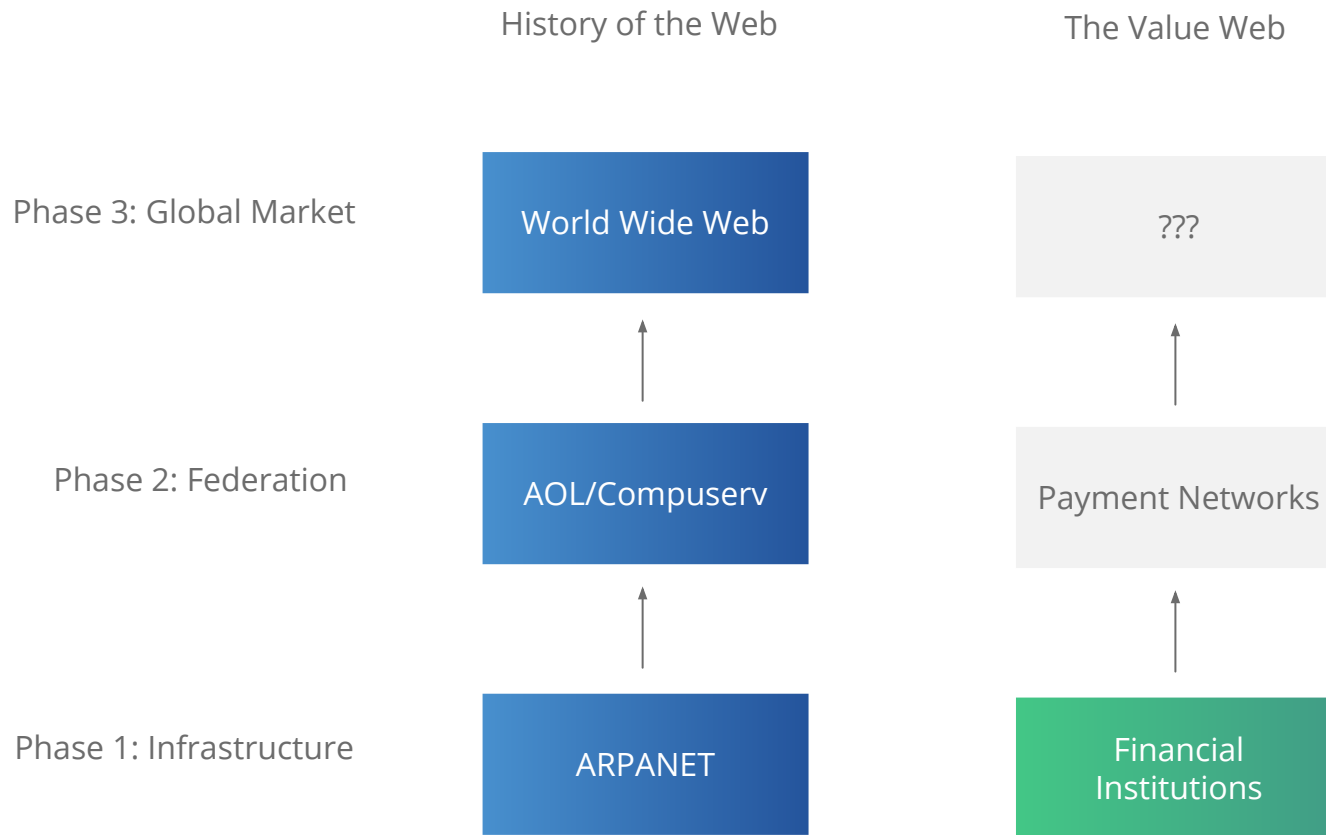 History of the Web
The Value Web
Phase 3: Global Market
World Wide Web
???
Phase 2: Federation
AOL/Compuserv
Payment Networks
Phase 1: Infrastructure
ARPANET
Financial
Institutions